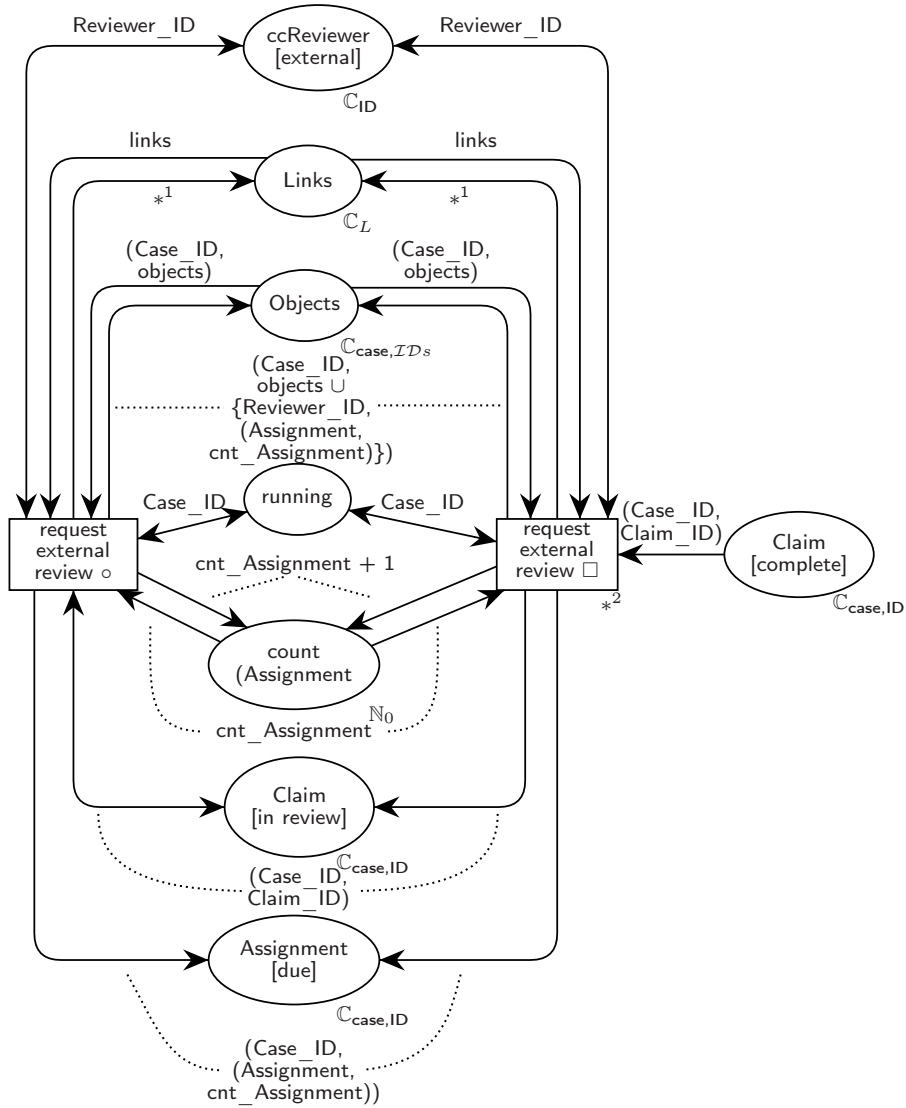 Reviewer_ID
ccReviewer
[external]
Reviewer_ID
ℂ_ID
links
Links
links
*¹
*¹
ℂ_L
(Case_ID,
objects)
(Case_ID,
objects)
Objects
ℂ_case,𝓘𝓓s
(Case_ID,
objects ∪
{Reviewer_ID,
(Assignment,
cnt_Assignment)})
Case_ID
running
Case_ID
request
external
review ○
request
external
review □
*²
(Case_ID,
Claim_ID)
Claim
[complete]
ℂ_case,ID
cnt_Assignment + 1
count
(Assignment
ℕ₀
cnt_Assignment
Claim
[in review]
ℂ_case,ID
(Case_ID,
Claim_ID)
Assignment
[due]
ℂ_case,ID
(Case_ID,
(Assignment,
cnt_Assignment))